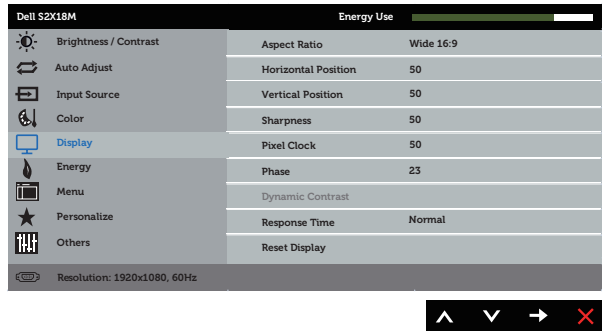 Dell S2X18M Energy Use
Brightness / Contrast
Auto Adjust
Input Source
Color
Display
Energy
Menu
Personalize
Others
Aspect Ratio Wide 16:9
Horizontal Position 50
Vertical Position 50
Sharpness 50
Pixel Clock 50
Phase 23
Dynamic Contrast
Response Time Normal
Reset Display
Resolution: 1920x1080, 60Hz